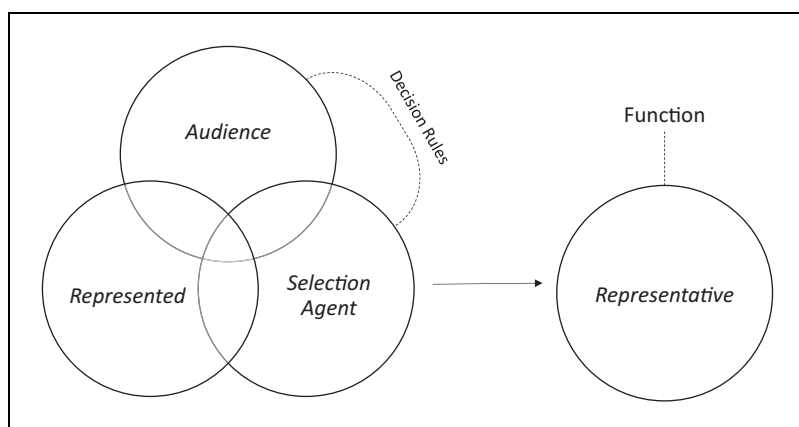 Audience
Decision Rules
Function
Represented
Selection
Agent
Representative